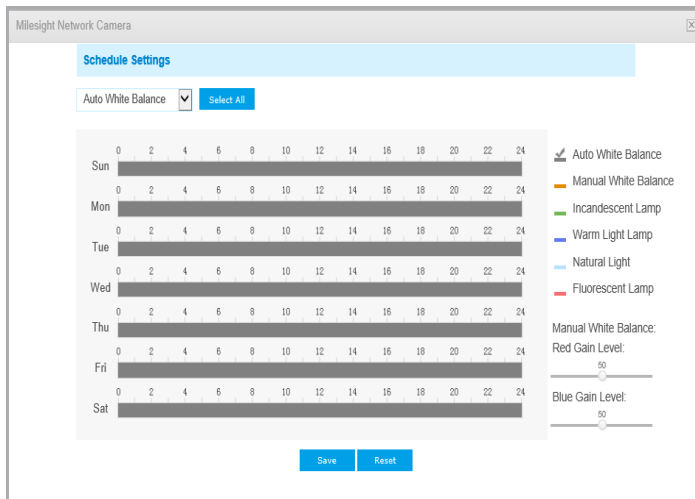 Milesight Network Camera
X
Schedule Settings
Auto White Balance
Select All
0 2 4 6 8 10 12 14 16 18 20 22 24
Sun
0 2 4 6 8 10 12 14 16 18 20 22 24
Mon
0 2 4 6 8 10 12 14 16 18 20 22 24
Tue
0 2 4 6 8 10 12 14 16 18 20 22 24
Wed
0 2 4 6 8 10 12 14 16 18 20 22 24
Thu
0 2 4 6 8 10 12 14 16 18 20 22 24
Fri
0 2 4 6 8 10 12 14 16 18 20 22 24
Sat
Auto White Balance
Manual White Balance
Incandescent Lamp
Warm Light Lamp
Natural Light
Fluorescent Lamp
Manual White Balance:
Red Gain Level:
50
Blue Gain Level:
50
Save
Reset